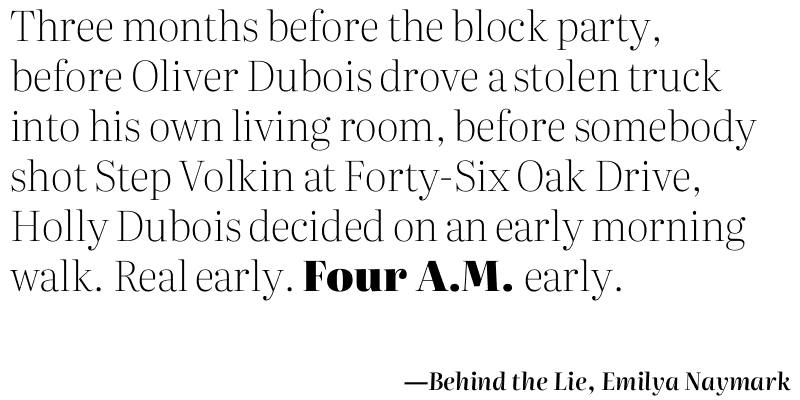 Three months before the block party,
before Oliver Dubois drove a stolen truck
into his own living room, before somebody
shot Step Volkin at Forty-Six Oak Drive,
Holly Dubois decided on an early morning
walk. Real early. Four A.M. early.
—Behind the Lie, Emilya Naymark